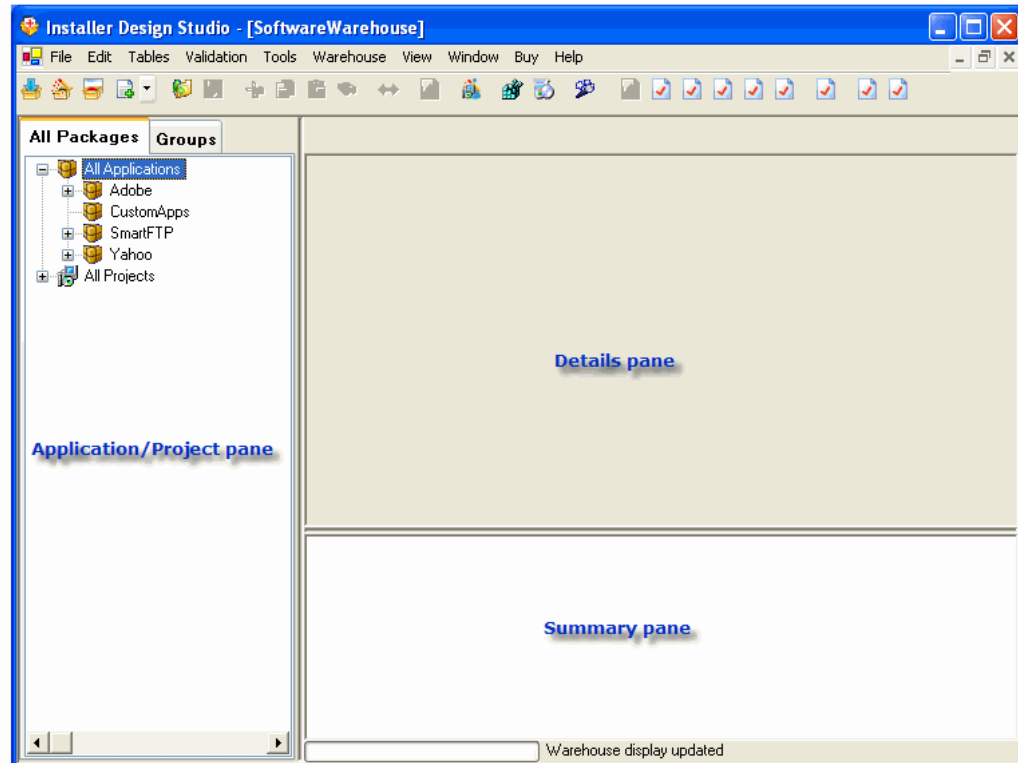 Installer Design Studio - [SoftwareWarehouse]
File Edit Tables Validation Tools Warehouse View Window Buy Help
All Packages Groups
All Applications
Adobe
CustomApps
SmartFTP
Yahoo
All Projects
Details pane
Application/Project pane
Summary pane
Warehouse display updated